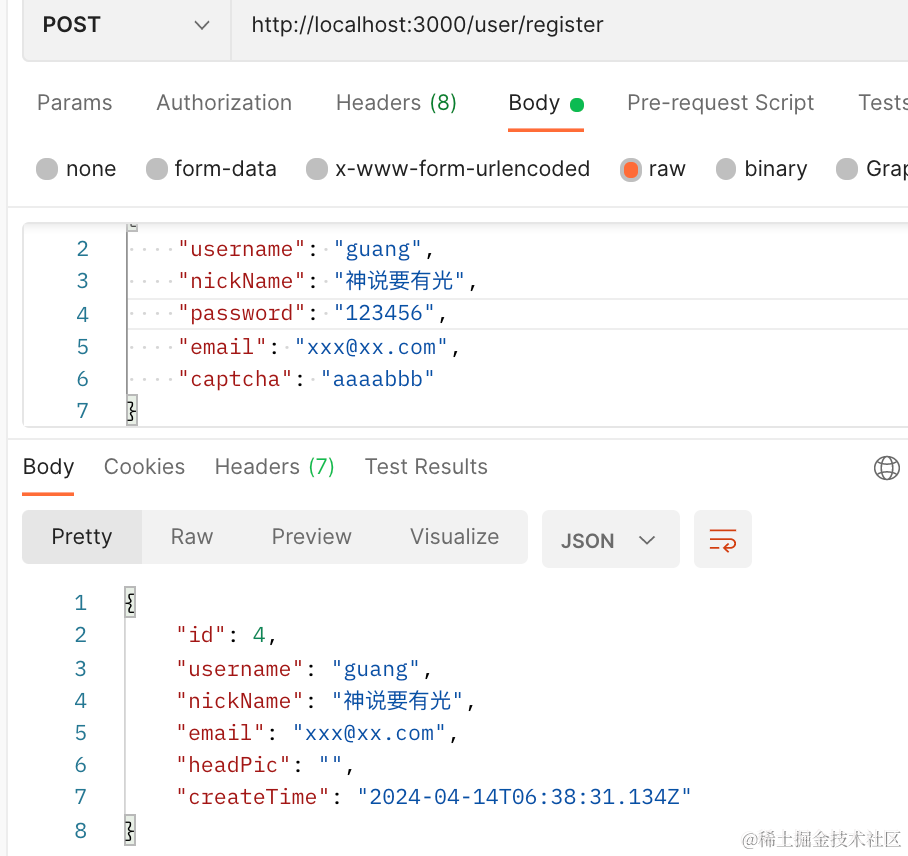 POST http://localhost:3000/user/register
Params Authorization Headers (8) Body Pre-request Script Tests
none form-data x-www-form-urlencoded raw binary
{
2 "username": "guang",
3 "nickName": "神说要有光",
4 "password": "123456",
5 "email": "xxx@xx.com",
6 "captcha": "aaaabbb"
7 }
Body Cookies Headers (7) Test Results
Pretty Raw Preview Visualize JSON
1 {
2 "id": 4,
3 "username": "guang",
4 "nickName": "神说要有光",
5 "email": "xxx@xx.com",
6 "headPic": "",
7 "createTime": "2024-04-14T06:38:31.134Z"
8 }
@稀土掘金技术社区